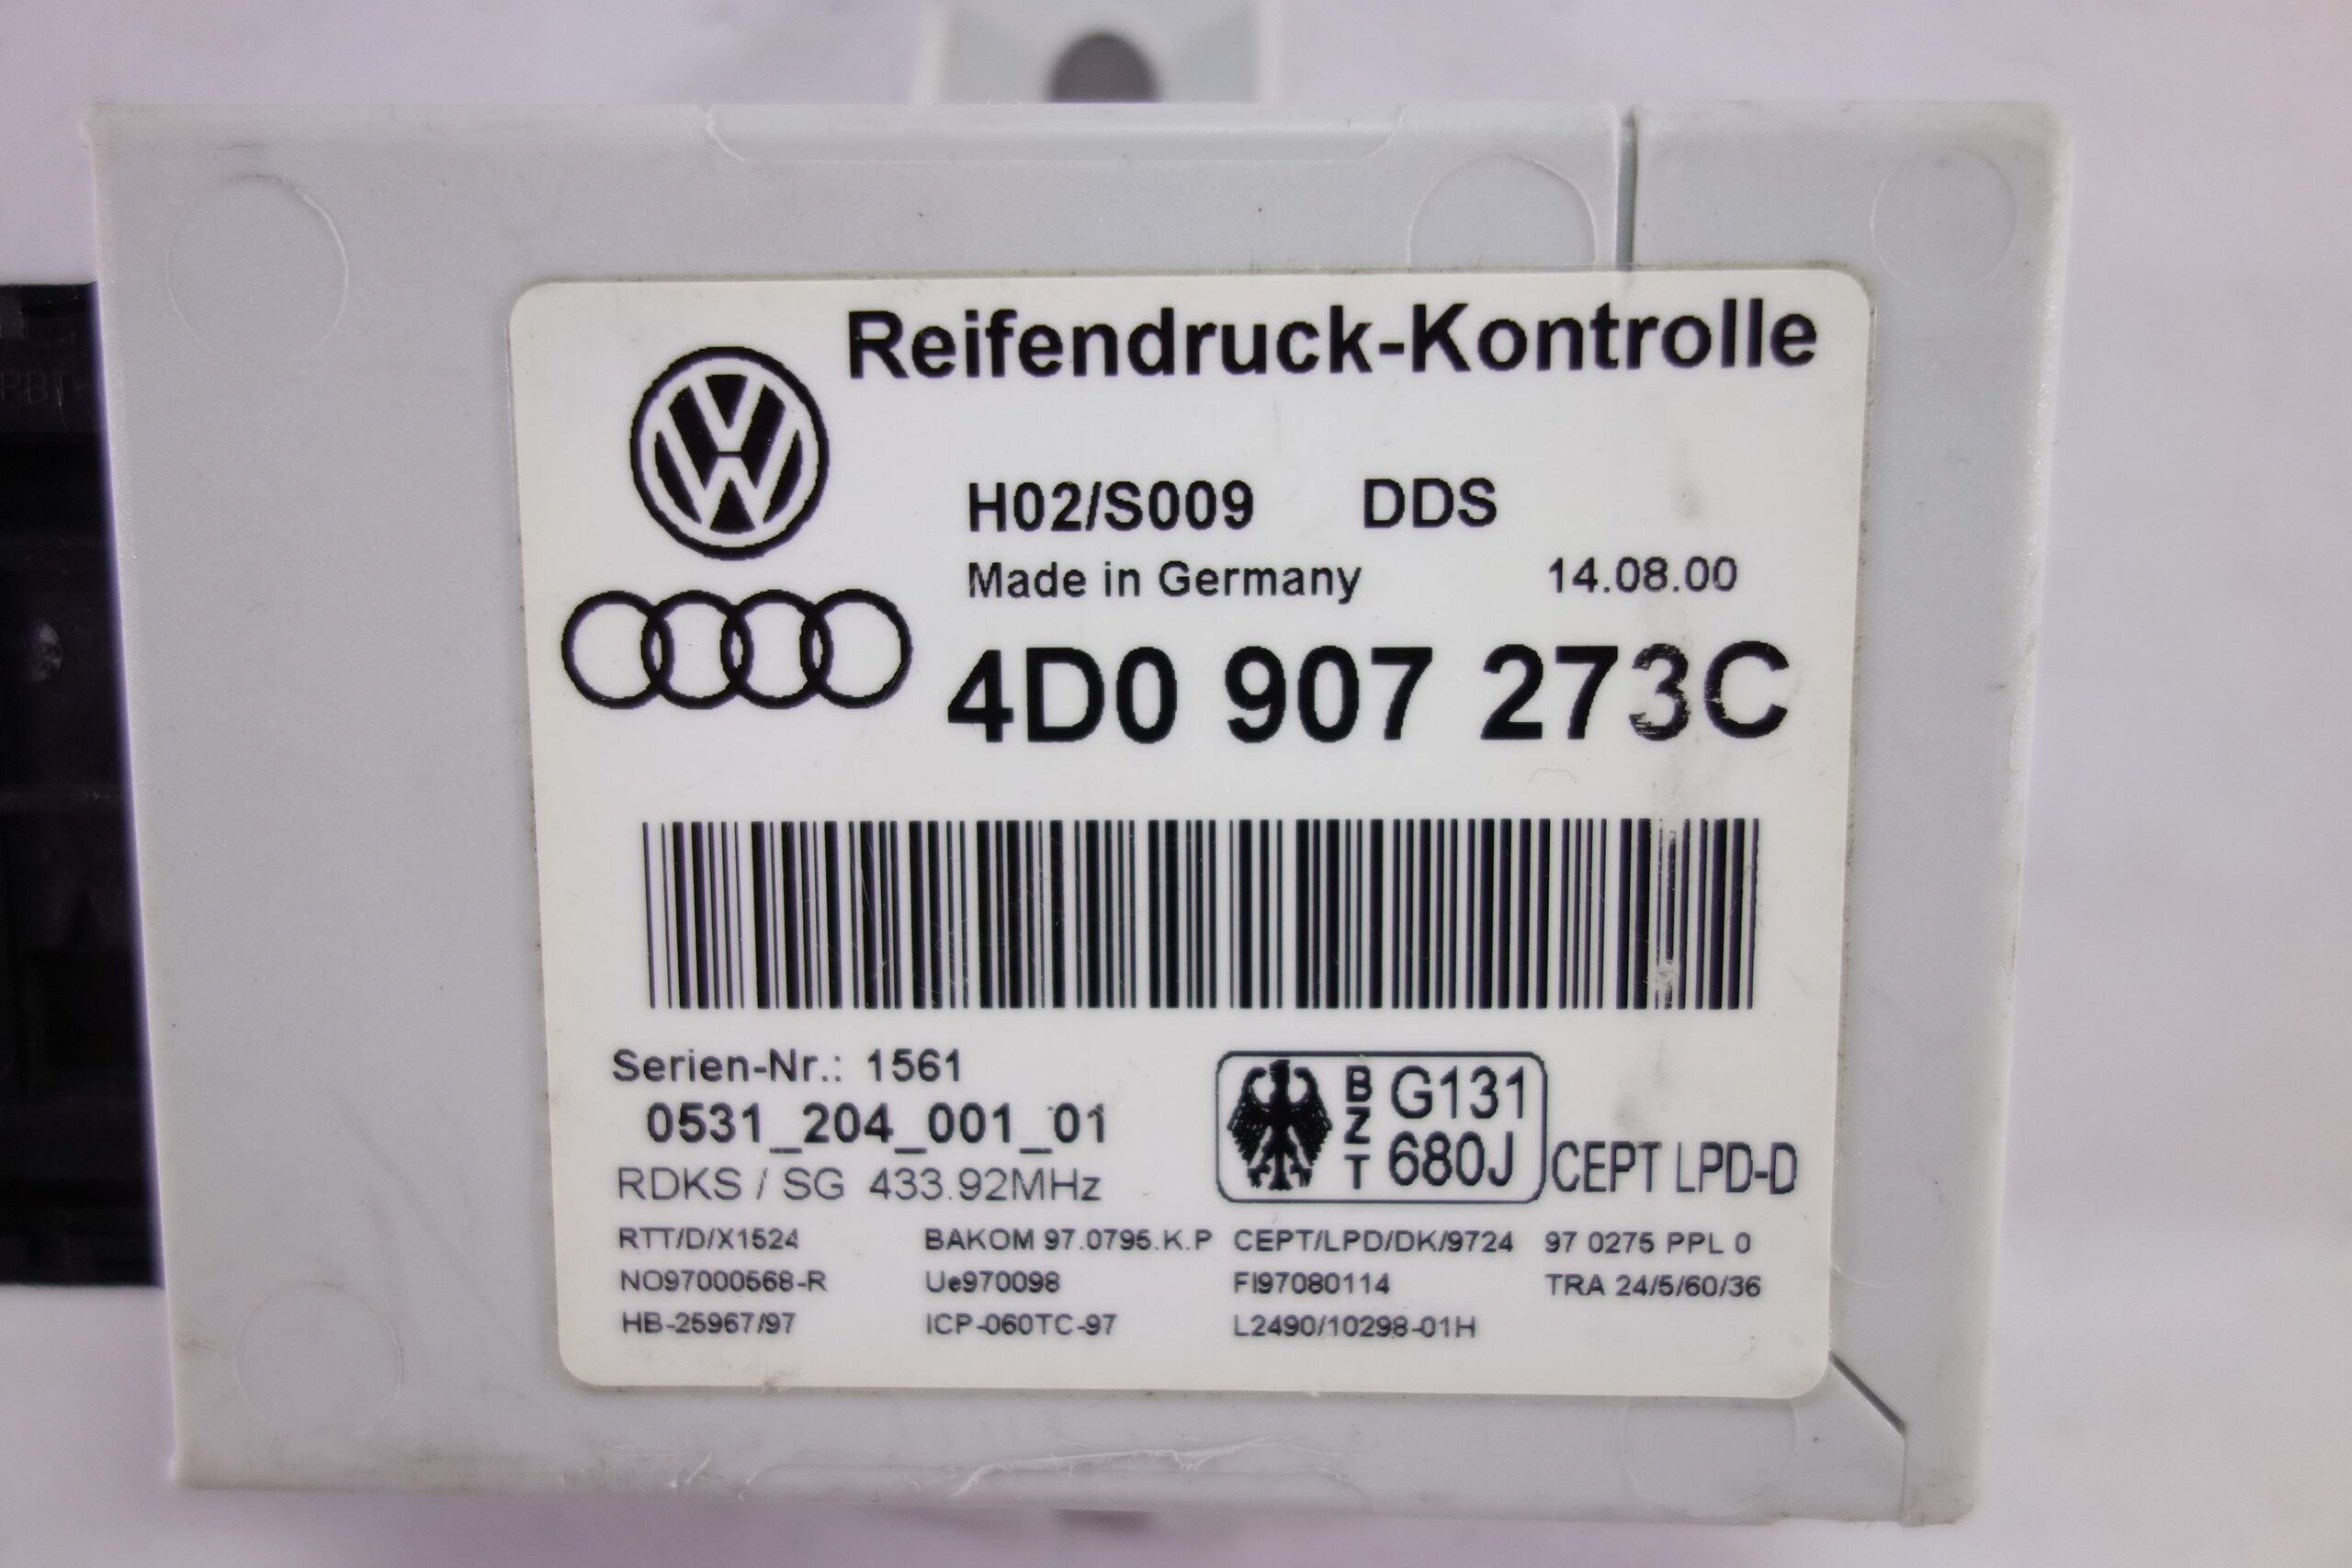 Reifendruck-Kontrolle
H02/S009 DDS
Made in Germany 14.08.00
4D0 907 273C
Serien-Nr.: 1561
0531_204_001_01
RDKS / SG 433.92MHz
BZT G131 680J
CEPT LPD-D
RTT/D/X1524 BAKOM 97.0795.K.P CEPT/LPD/DK/9724 97 0275 PPL 0
NO97000568-R Ue970098 FI97080114 TRA 24/5/60/36
HB-25967/97 ICP-060TC-97 L2490/10298-01H